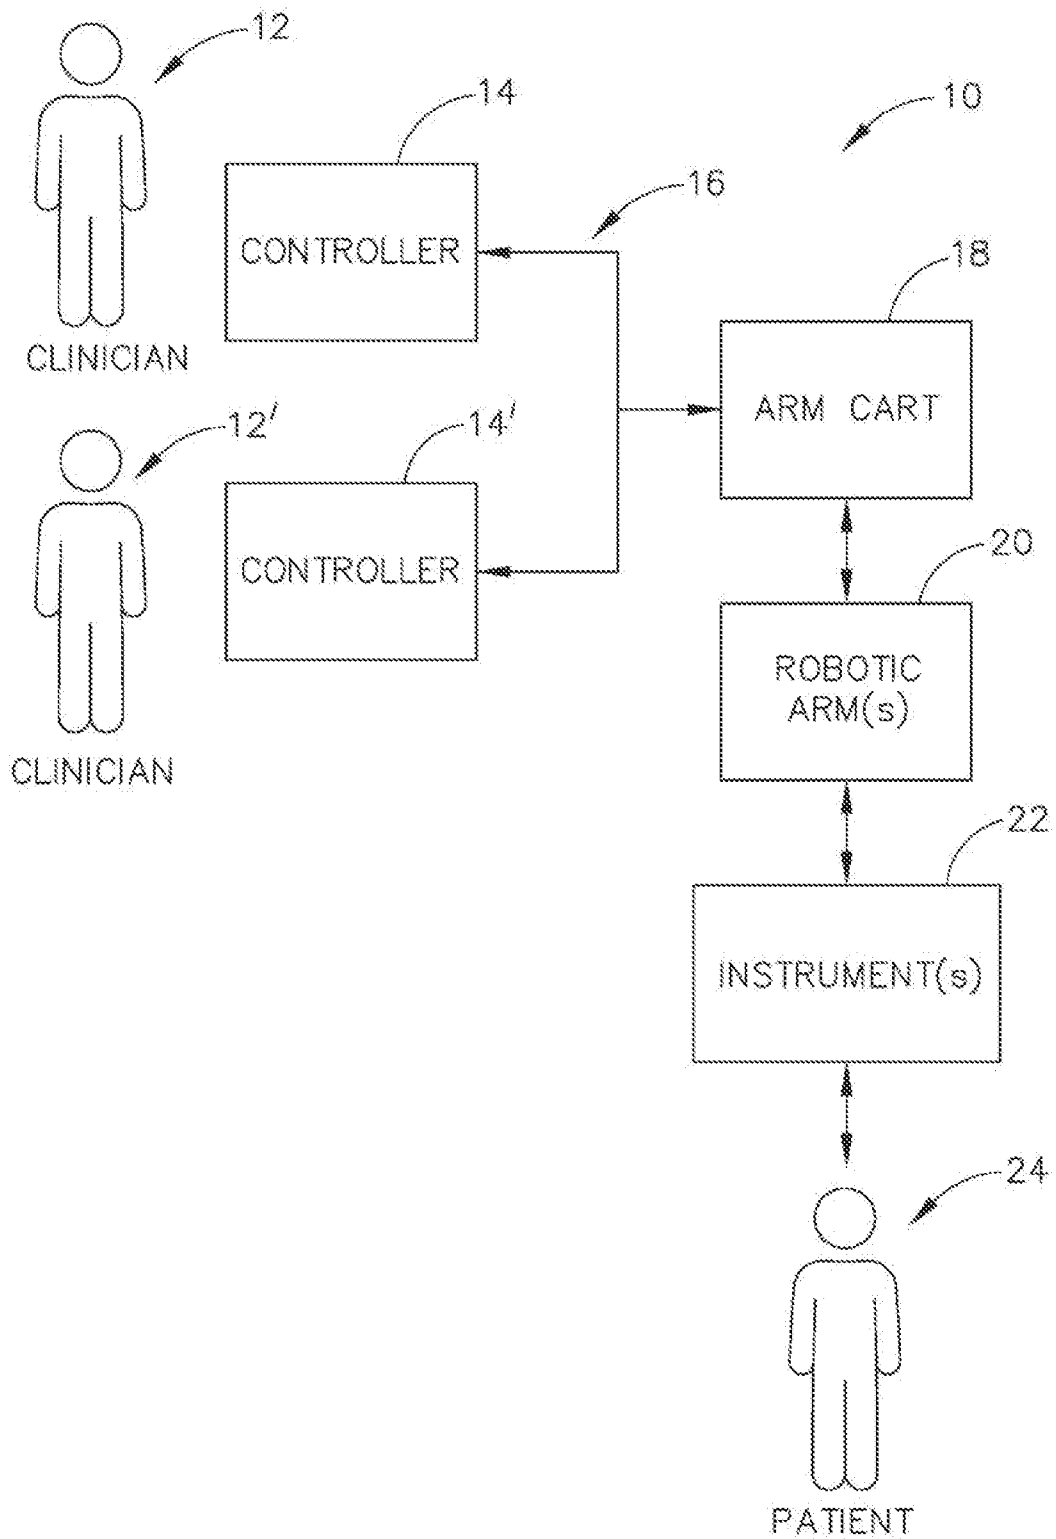 12
14
10
16
CONTROLLER
18
CLINICIAN
ARM CART
12'
14'
CONTROLLER
20
ROBOTIC
ARM(s)
CLINICIAN
22
INSTRUMENT(s)
24
PATIENT